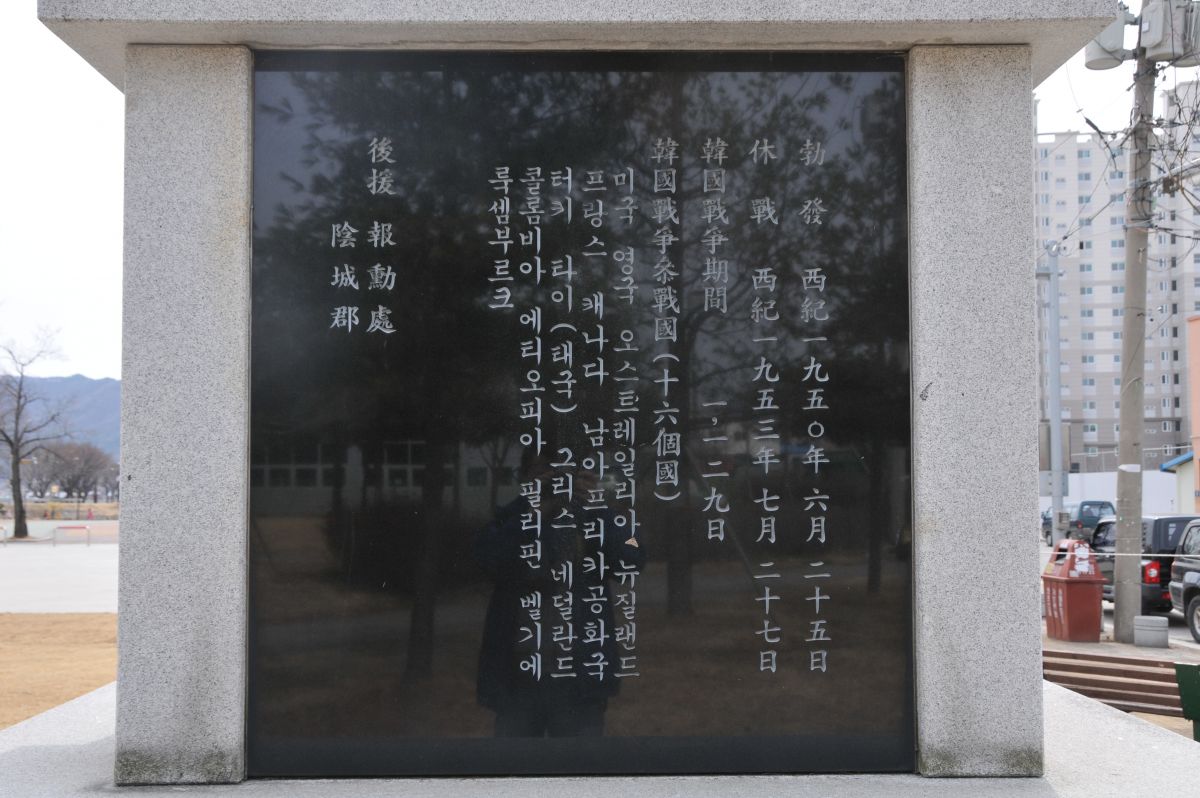 勃發 西紀一九五〇年 六月 二十五日
休戰 西紀一九五三年 七月 二十七日
韓國戰爭期間 一,一二九日
韓國戰爭参戰國(十六個國)
미국 영국 오스트레일리아 뉴질랜드
프랑스 캐나다 남아프리카공화국
터키 타이(태국) 그리스 네덜란드
콜롬비아 에티오피아 필리핀 벨기에
룩셈부르크
後援 報勳處
陰城郡